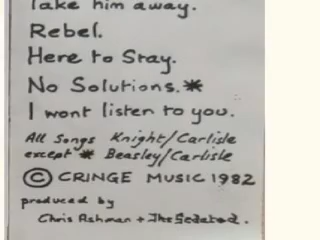 Take him away.
Rebel.
Here to Stay.
No Solutions.*
I wont listen to you.
All Songs Knight/Carlisle
except * Beasley/Carlisle
© CRINGE MUSIC 1982
produced by
Chris Ashman + The Sedated.